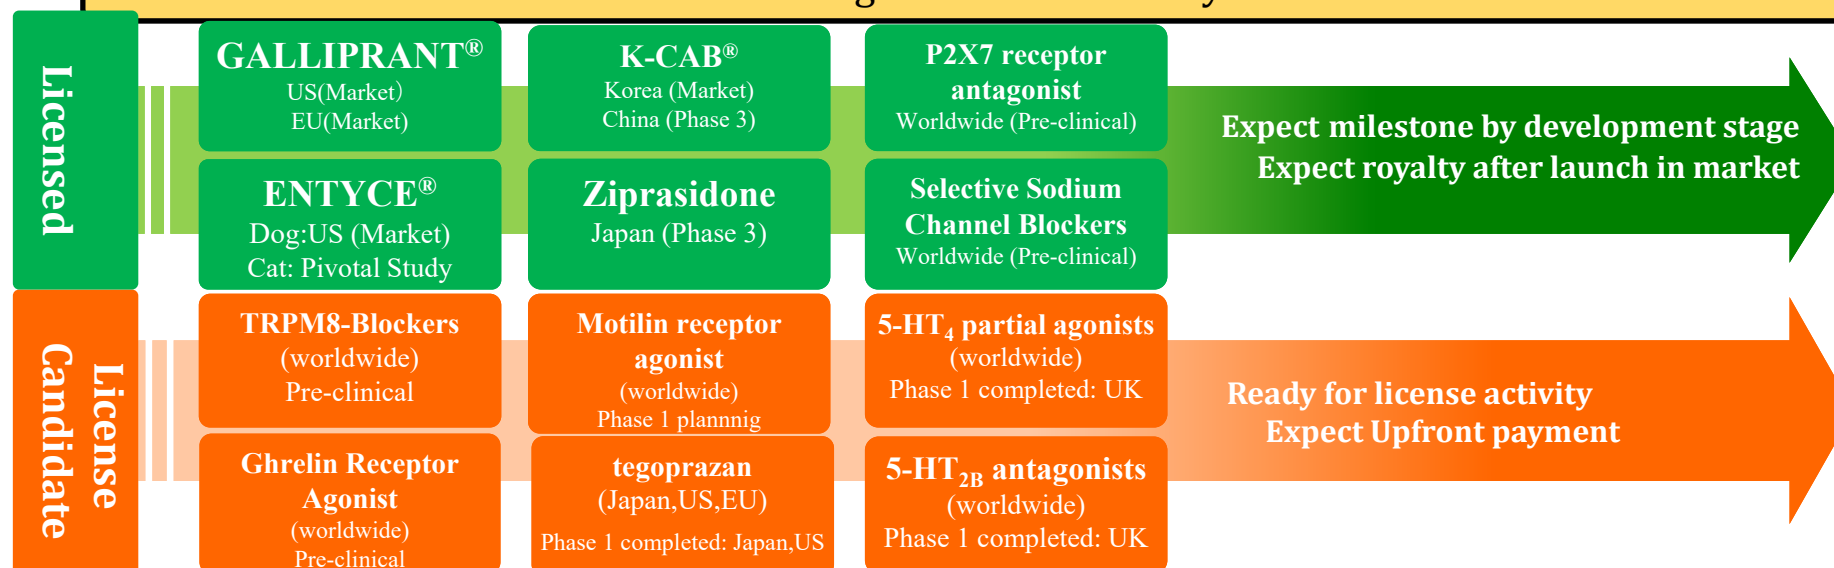 Licensed
GALLIPRANT®
US(Market)
EU(Market)
K-CAB®
Korea (Market)
China (Phase 3)
P2X7 receptor
antagonist
Worldwide (Pre-clinical)
ENTYCE®
Dog:US (Market)
Cat: Pivotal Study
Ziprasidone
Japan (Phase 3)
Selective Sodium
Channel Blockers
Worldwide (Pre-clinical)
Expect milestone by development stage
Expect royalty after launch in market
License
Candidate
TRPM8-Blockers
(worldwide)
Pre-clinical
Motilin receptor
agonist
(worldwide)
Phase 1 plannnig
5-HT4 partial agonists
(worldwide)
Phase 1 completed: UK
Ghrelin Receptor
Agonist
(worldwide)
Pre-clinical
tegoprazan
(Japan,US,EU)
Phase 1 completed: Japan,US
5-HT2B antagonists
(worldwide)
Phase 1 completed: UK
Ready for license activity
Expect Upfront payment